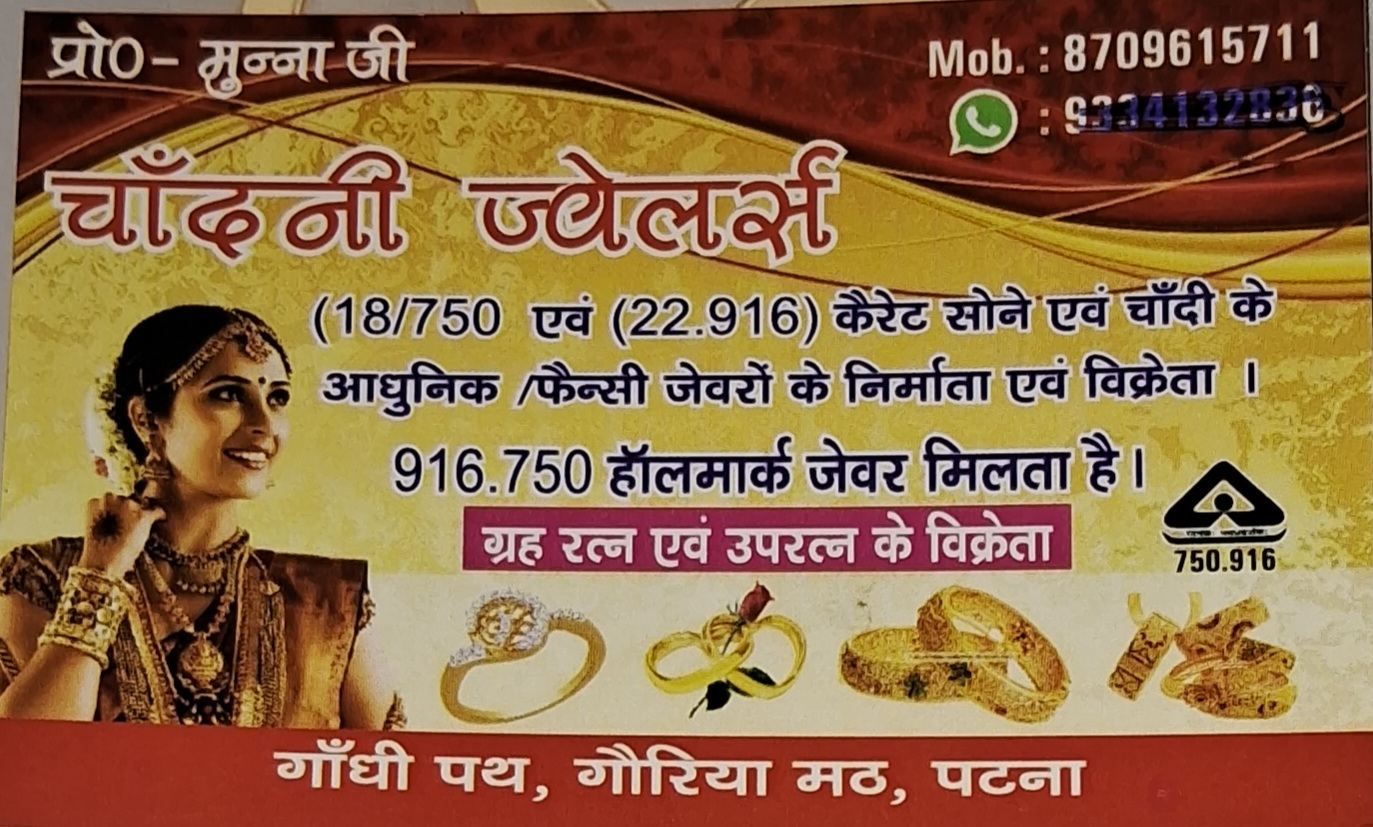 प्रो0- मुन्ना जी
Mob. : 8709615711
: 9334132836
चाँदनी ज्वेलर्स
(18/750 एवं (22.916) कैरेट सोने एवं चाँदी के
आधुनिक /फैन्सी जेवरों के निर्माता एवं विक्रेता ।
916.750 हॉलमार्क जेवर मिलता है।
ग्रह रत्न एवं उपरत्न के विक्रेता
750.916
गाँधी पथ, गौरिया मठ, पटना